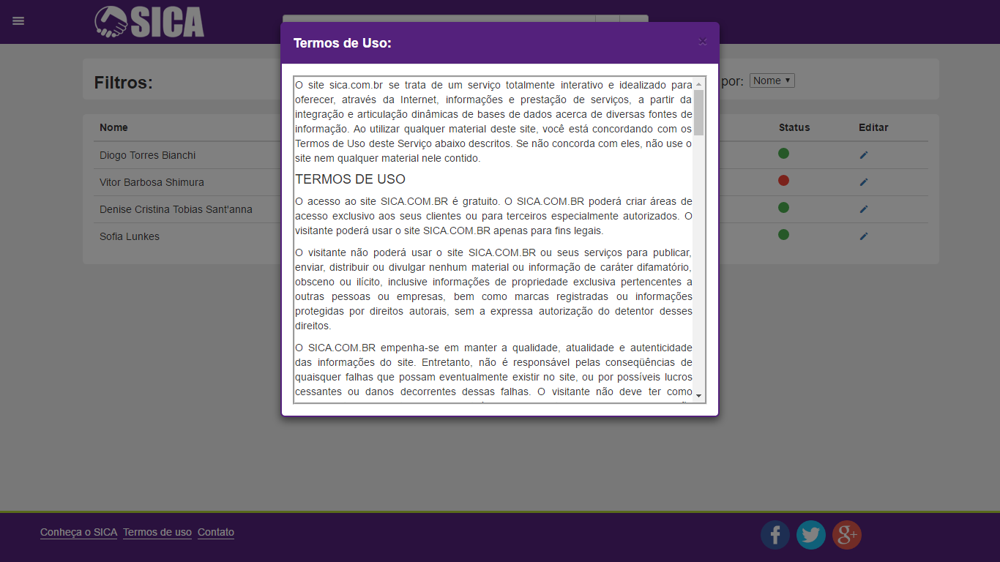 SICA
Termos de Uso:
×
Filtros:
por: Nome
Nome
Status
Editar
Diogo Torres Bianchi
Vitor Barbosa Shimura
Denise Cristina Tobias Sant'anna
Sofia Lunkes
O site sica.com.br se trata de um serviço totalmente interativo e idealizado para
oferecer, através da Internet, informações e prestação de serviços, a partir da
integração e articulação dinâmicas de bases de dados acerca de diversas fontes de
informação. Ao utilizar qualquer material deste site, você está concordando com os
Termos de Uso deste Serviço abaixo descritos. Se não concorda com eles, não use o
site nem qualquer material nele contido.
TERMOS DE USO
O acesso ao site SICA.COM.BR é gratuito. O SICA.COM.BR poderá criar áreas de
acesso exclusivo aos seus clientes ou para terceiros especialmente autorizados. O
visitante poderá usar o site SICA.COM.BR apenas para fins legais.
O visitante não poderá usar o site SICA.COM.BR ou seus serviços para publicar,
enviar, distribuir ou divulgar nenhum material ou informação de caráter difamatório,
obsceno ou ilícito, inclusive informações de propriedade exclusiva pertencentes a
outras pessoas ou empresas, bem como marcas registradas ou informações
protegidas por direitos autorais, sem a expressa autorização do detentor desses
direitos.
O SICA.COM.BR empenha-se em manter a qualidade, atualidade e autenticidade
das informações do site. Entretanto, não é responsável pelas conseqüências de
quaisquer falhas que possam eventualmente existir no site, ou por possíveis lucros
cessantes ou danos decorrentes dessas falhas. O visitante não deve ter como
Conheça o SICA Termos de uso Contato